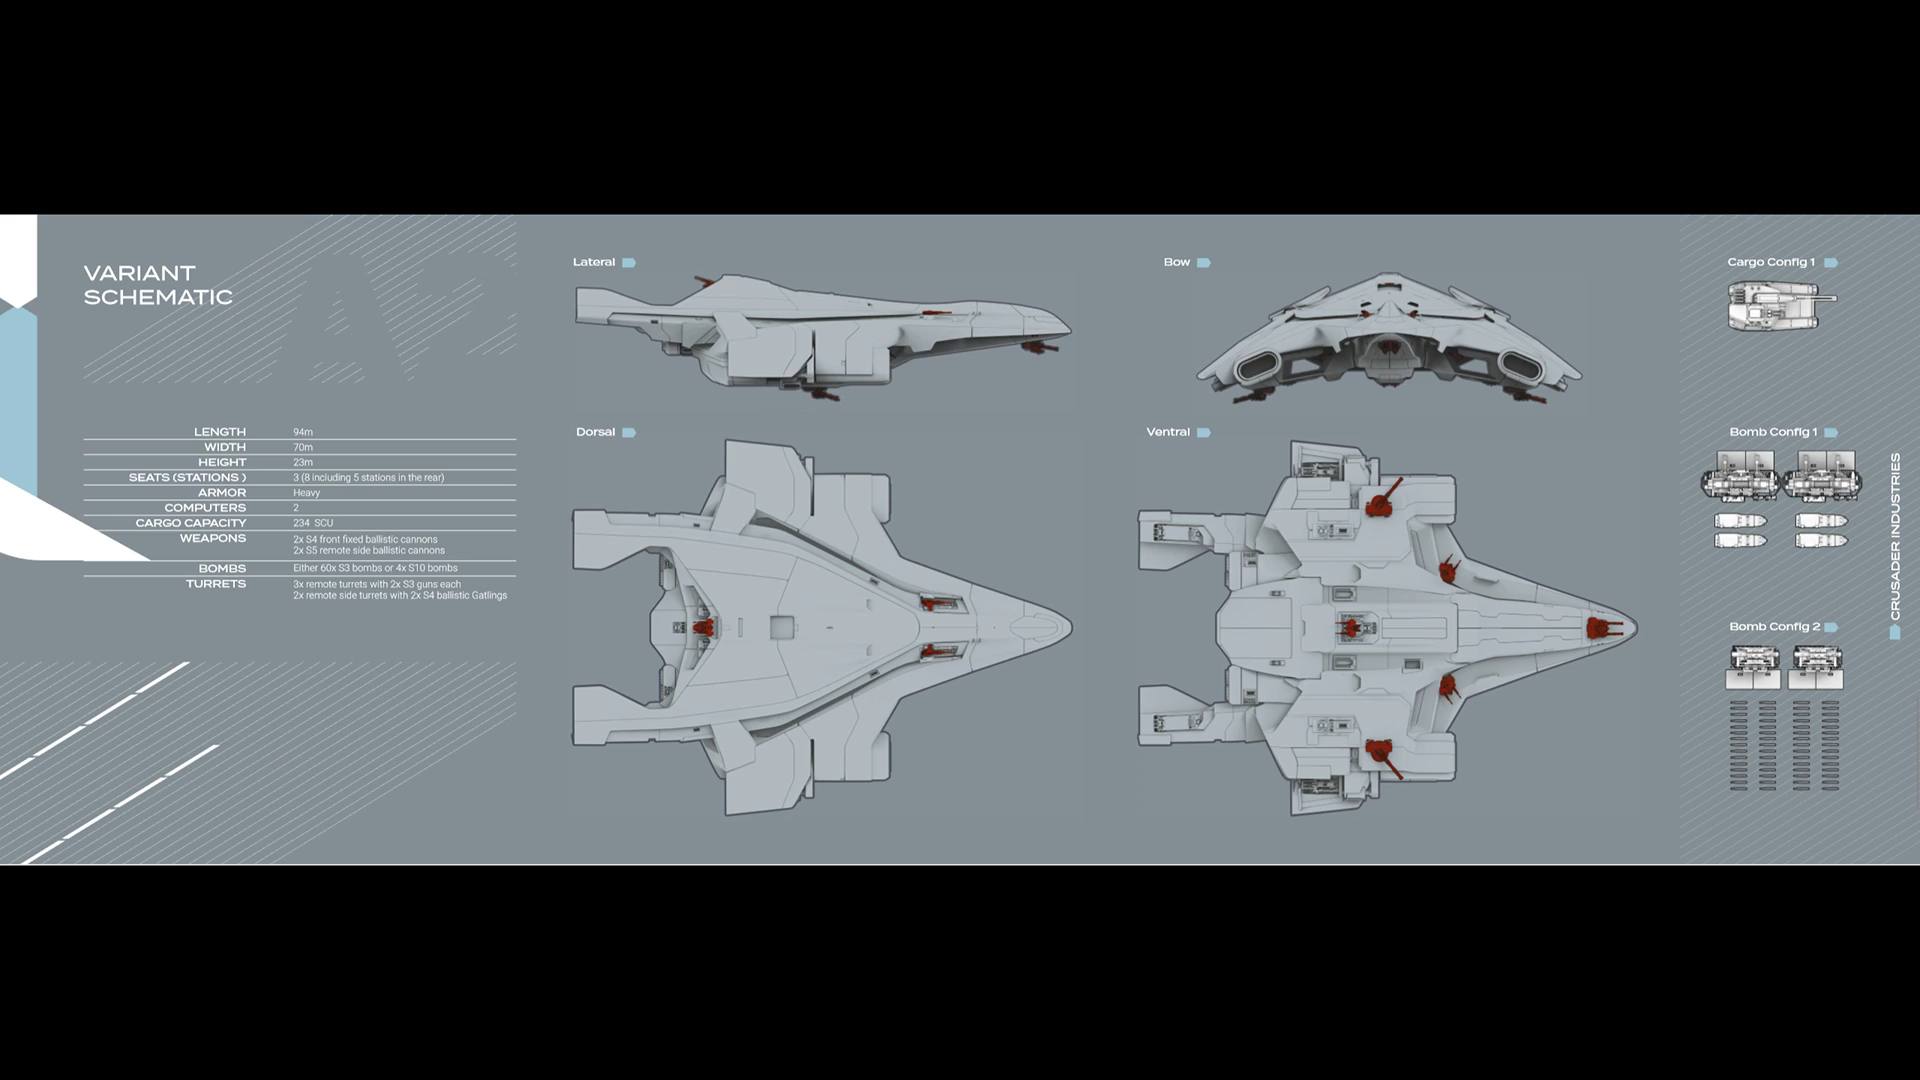 VARIANT
SCHEMATIC
A2
LENGTH 94m
WIDTH 70m
HEIGHT 23m
SEATS (STATIONS ) 3 (8 including 5 stations in the rear)
ARMOR Heavy
COMPUTERS 2
CARGO CAPACITY 234 SCU
WEAPONS 2x S4 front fixed ballistic cannons
2x S5 remote side ballistic cannons
BOMBS Either 60x S3 bombs or 4x S10 bombs
TURRETS 3x remote turrets with 2x S3 guns each
2x remote side turrets with 2x S4 ballistic Gatlings
Lateral
Bow
Dorsal
Ventral
Cargo Config 1
Bomb Config 1
Bomb Config 2
CRUSADER INDUSTRIES